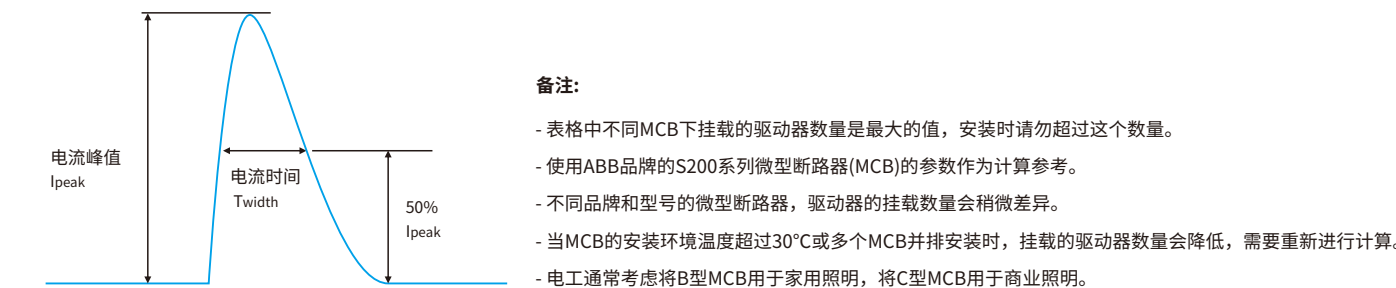 电流峰值
Ipeak
电流时间
Twidth
50%
Ipeak
备注:
- 表格中不同MCB下挂载的驱动器数量是最大的值，安装时请勿超过这个数量。
- 使用ABB品牌的S200系列微型断路器(MCB)的参数作为计算参考。
- 不同品牌和型号的微型断路器，驱动器的挂载数量会稍微差异。
- 当MCB的安装环境温度超过30°C或多个MCB并排安装时，挂载的驱动器数量会降低，需要重新进行计算。
- 电工通常考虑将B型MCB用于家用照明，将C型MCB用于商业照明。